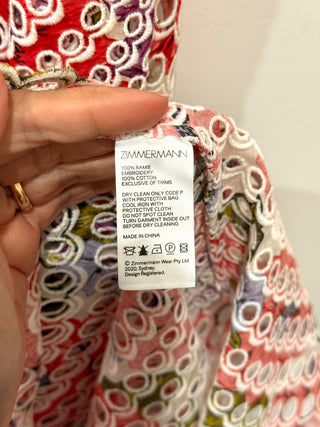 ZIMMERMANN
100% RAMIE
EMBROIDERY
100% COTTON
EXCLUSIVE OF TRIMS
DRY CLEAN ONLY CODE P
WITH PROTECTIVE BAG
COOL IRON WITH
PROTECTIVE CLOTH
DO NOT SPOT CLEAN
TURN GARMENT INSIDE OUT
BEFORE DRY CLEANING
MADE IN CHINA
P
© Zimmermann Wear Pty Ltd
2020, Sydney
Design Registered.